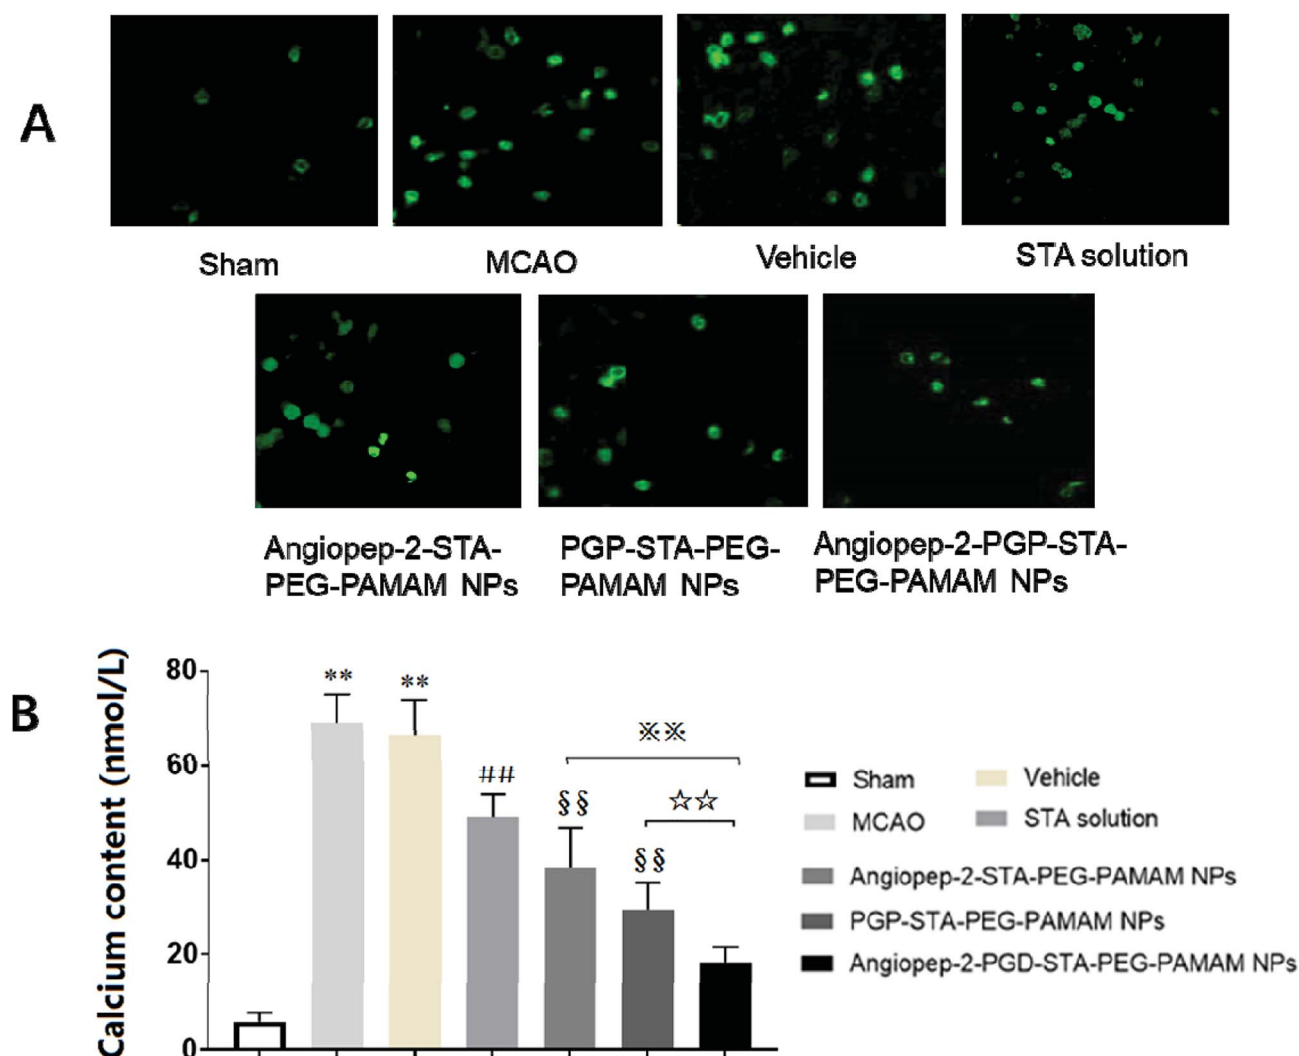 A
Sham
MCAO
Vehicle
STA solution
Angiopep-2-STA-
PEG-PAMAM NPs
PGP-STA-PEG-
PAMAM NPs
Angiopep-2-PGP-STA-
PEG-PAMAM NPs
B
Calcium content (nmol/L)
80
60
40
20
0
**
**
##
§§
§§
※※
☆☆
Sham
Vehicle
MCAO
STA solution
Angiopep-2-STA-PEG-PAMAM NPs
PGP-STA-PEG-PAMAM NPs
Angiopep-2-PGD-STA-PEG-PAMAM NPs